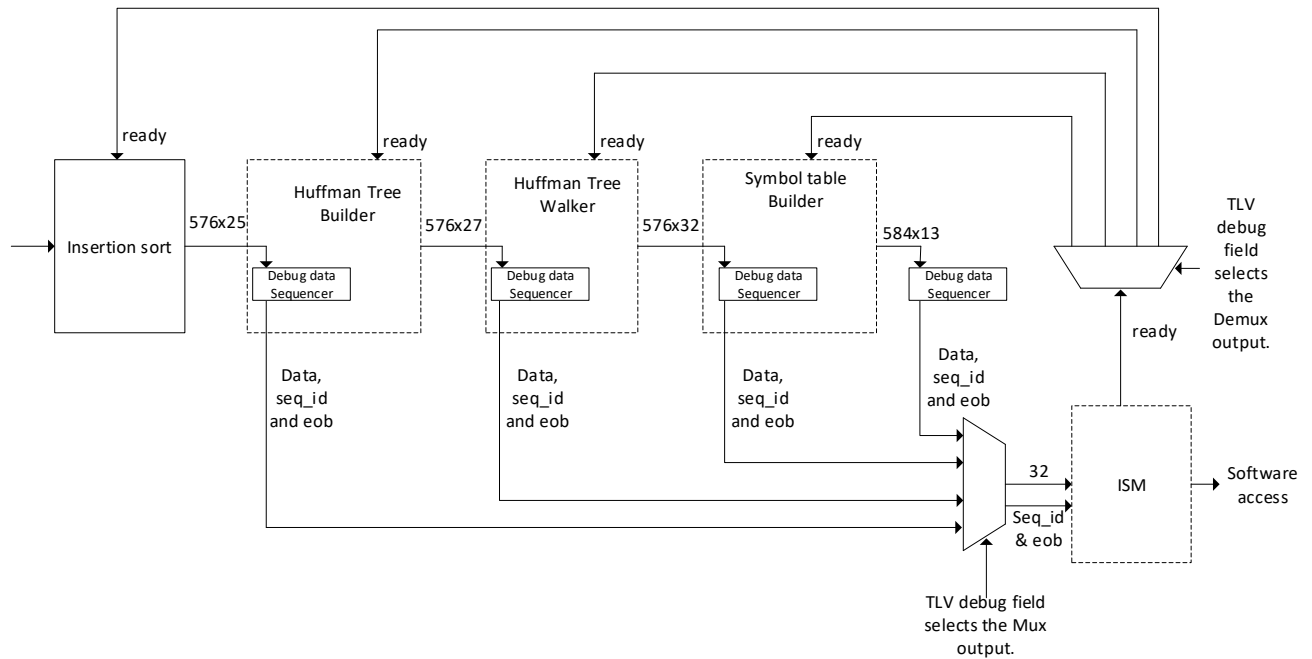 ready
ready
ready
ready
Insertion sort
576x25
Huffman Tree
Builder
576x27
Huffman Tree
Walker
576x32
Symbol table
Builder
584x13
Debug data
Sequencer
Debug data
Sequencer
Debug data
Sequencer
Debug data
Sequencer
TLV
debug
field
selects
the
Demux
output.
ready
Data,
seq_id
and eob
Data,
seq_id
and eob
Data,
seq_id
and eob
Data,
seq_id
and eob
32
Seq_id
& eob
ISM
Software
access
TLV debug field
selects the Mux
output.